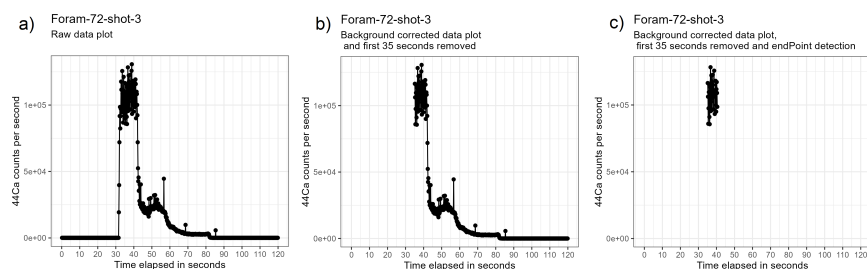 a)
Foram-72-shot-3
Raw data plot
44Ca counts per second
1e+05
5e+04
0e+00
0 10 20 30 40 50 60 70 80 90 100 110 120
Time elapsed in seconds
b)
Foram-72-shot-3
Background corrected data plot
and first 35 seconds removed
44Ca counts per second
1e+05
5e+04
0e+00
0 10 20 30 40 50 60 70 80 90 100 110 120
Time elapsed in seconds
c)
Foram-72-shot-3
Background corrected data plot,
first 35 seconds removed and endPoint detection
44Ca counts per second
1e+05
5e+04
0e+00
0 10 20 30 40 50 60 70 80 90 100 110 120
Time elapsed in seconds